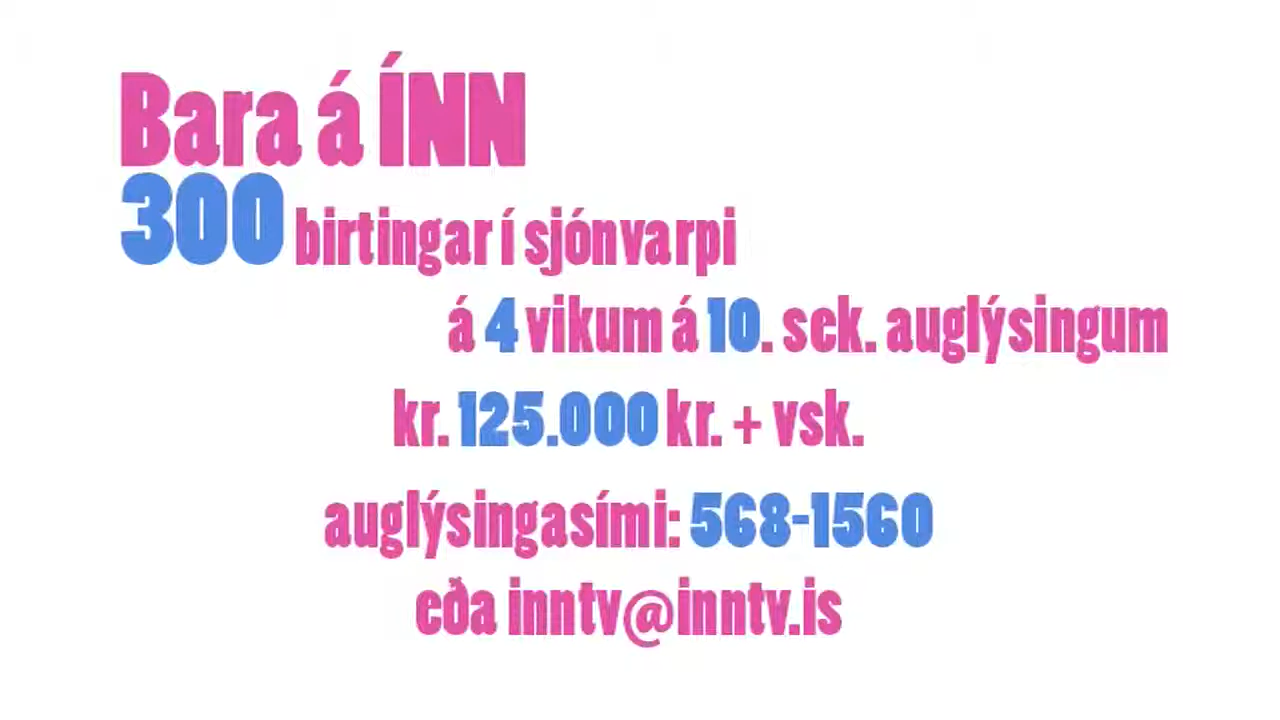 Bara á ÍNN
300 birtingar í sjónvarpi
á 4 vikum á 10. sek. auglýsingum
kr. 125.000 kr. + vsk.
auglýsingasími: 568-1560
eða inntv@inntv.is